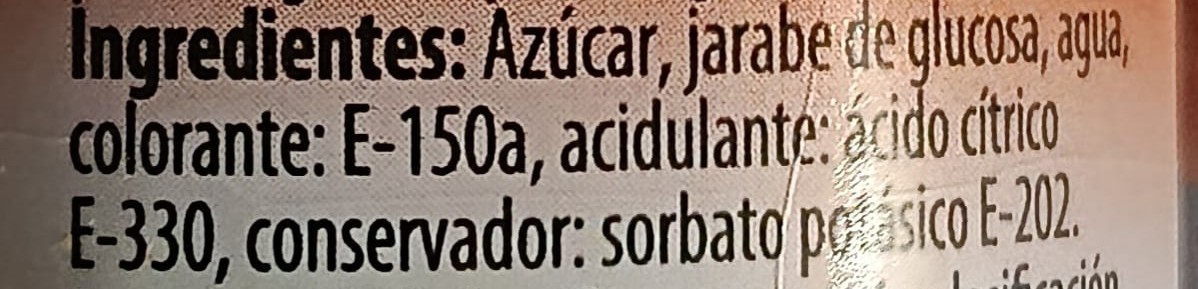 Ingredientes: Azúcar, jarabe de glucosa, agua,
colorante: E-150a, acidulante: ácido cítrico
E-330, conservador: sorbato potásico E-202.